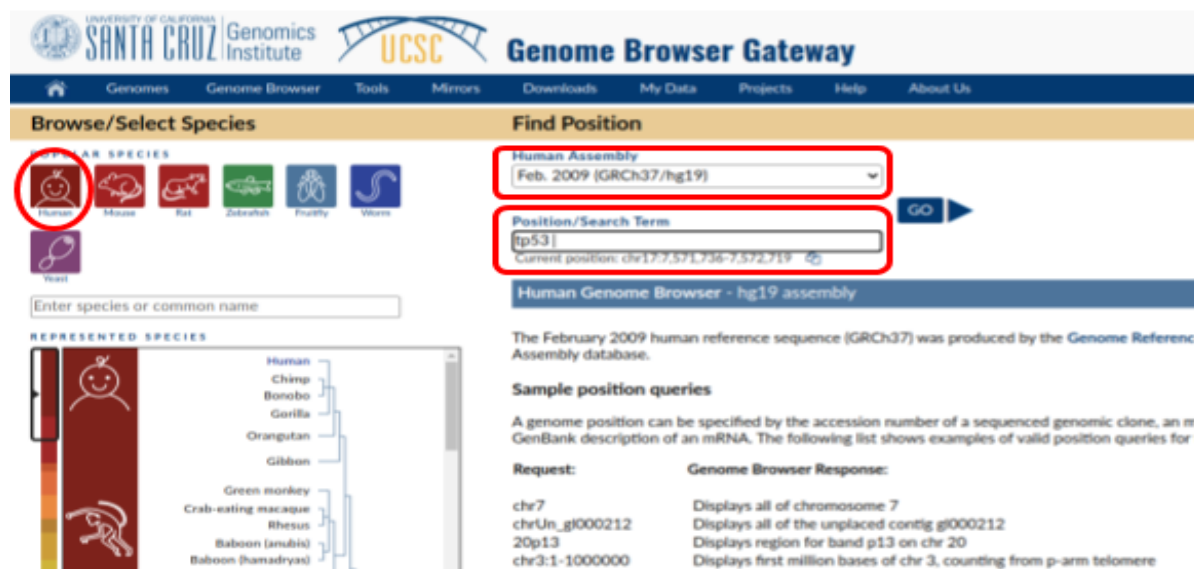 UNIVERSITY OF CALIFORNIA
SANTA CRUZ Genomics Institute
UCSC
Genome Browser Gateway
Genomes Genome Browser Tools Mirrors Downloads My Data Projects Help About Us
Browse/Select Species
POPULAR SPECIES
Human Mouse Rat Zebrafish Fruitfly Worm
Yeast
Enter species or common name
REPRESENTED SPECIES
Human
Chimp
Bonobo
Gorilla
Orangutan
Gibbon
Green monkey
Crab-eating macaque
Rhesus
Baboon (anubis)
Baboon (hamadryas)
Find Position
Human Assembly
Feb. 2009 (GRCh37/hg19)
Position/Search Term
tp53
GO
Current position: chr17:7,571,736-7,572,719
Human Genome Browser - hg19 assembly
The February 2009 human reference sequence (GRCh37) was produced by the Genome Referenc
Assembly database.
Sample position queries
A genome position can be specified by the accession number of a sequenced genomic clone, an m
GenBank description of an mRNA. The following list shows examples of valid position queries for
Request: Genome Browser Response:
chr7 Displays all of chromosome 7
chrUn_gl000212 Displays all of the unplaced contig gl000212
20p13 Displays region for band p13 on chr 20
chr3:1-1000000 Displays first million bases of chr 3, counting from p-arm telomere